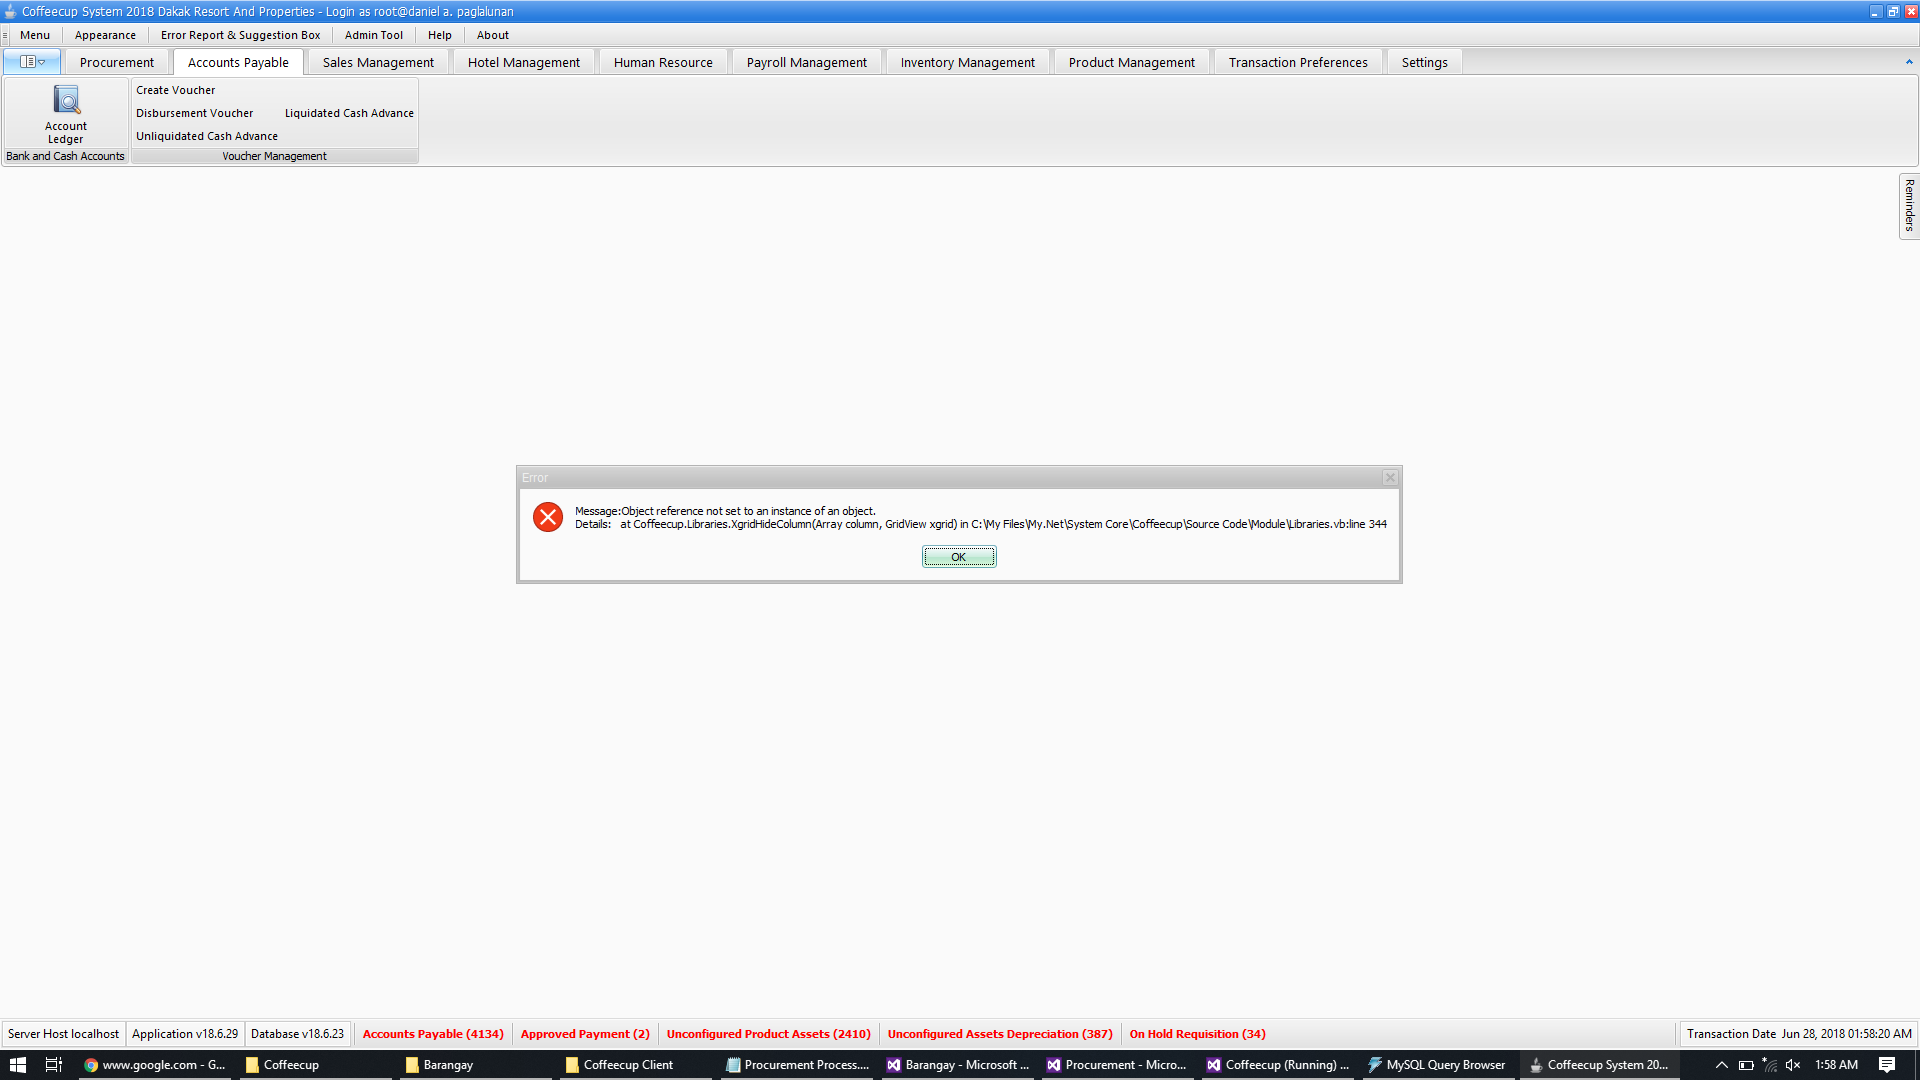 Coffeecup System 2018 Dakak Resort And Properties - Login as root@daniel a. paglalunan
Menu Appearance Error Report & Suggestion Box Admin Tool Help About
Procurement Accounts Payable Sales Management Hotel Management Human Resource Payroll Management Inventory Management Product Management Transaction Preferences Settings
Account
Ledger
Bank and Cash Accounts
Create Voucher
Disbursement Voucher Liquidated Cash Advance
Unliquidated Cash Advance
Voucher Management
Reminders
Error
Message:Object reference not set to an instance of an object.
Details: at Coffeecup.Libraries.XgridHideColumn(Array column, GridView xgrid) in C:\My Files\My.Net\System Core\Coffeecup\Source Code\Module\Libraries.vb:line 344
OK
Server Host localhost Application v18.6.29 Database v18.6.23 Accounts Payable (4134) Approved Payment (2) Unconfigured Product Assets (2410) Unconfigured Assets Depreciation (387) On Hold Requisition (34) Transaction Date Jun 28, 2018 01:58:20 AM
www.google.com - G... Coffeecup Barangay Coffeecup Client Procurement Process.... Barangay - Microsoft ... Procurement - Micro... Coffeecup (Running) ... MySQL Query Browser Coffeecup System 20... 1:58 AM